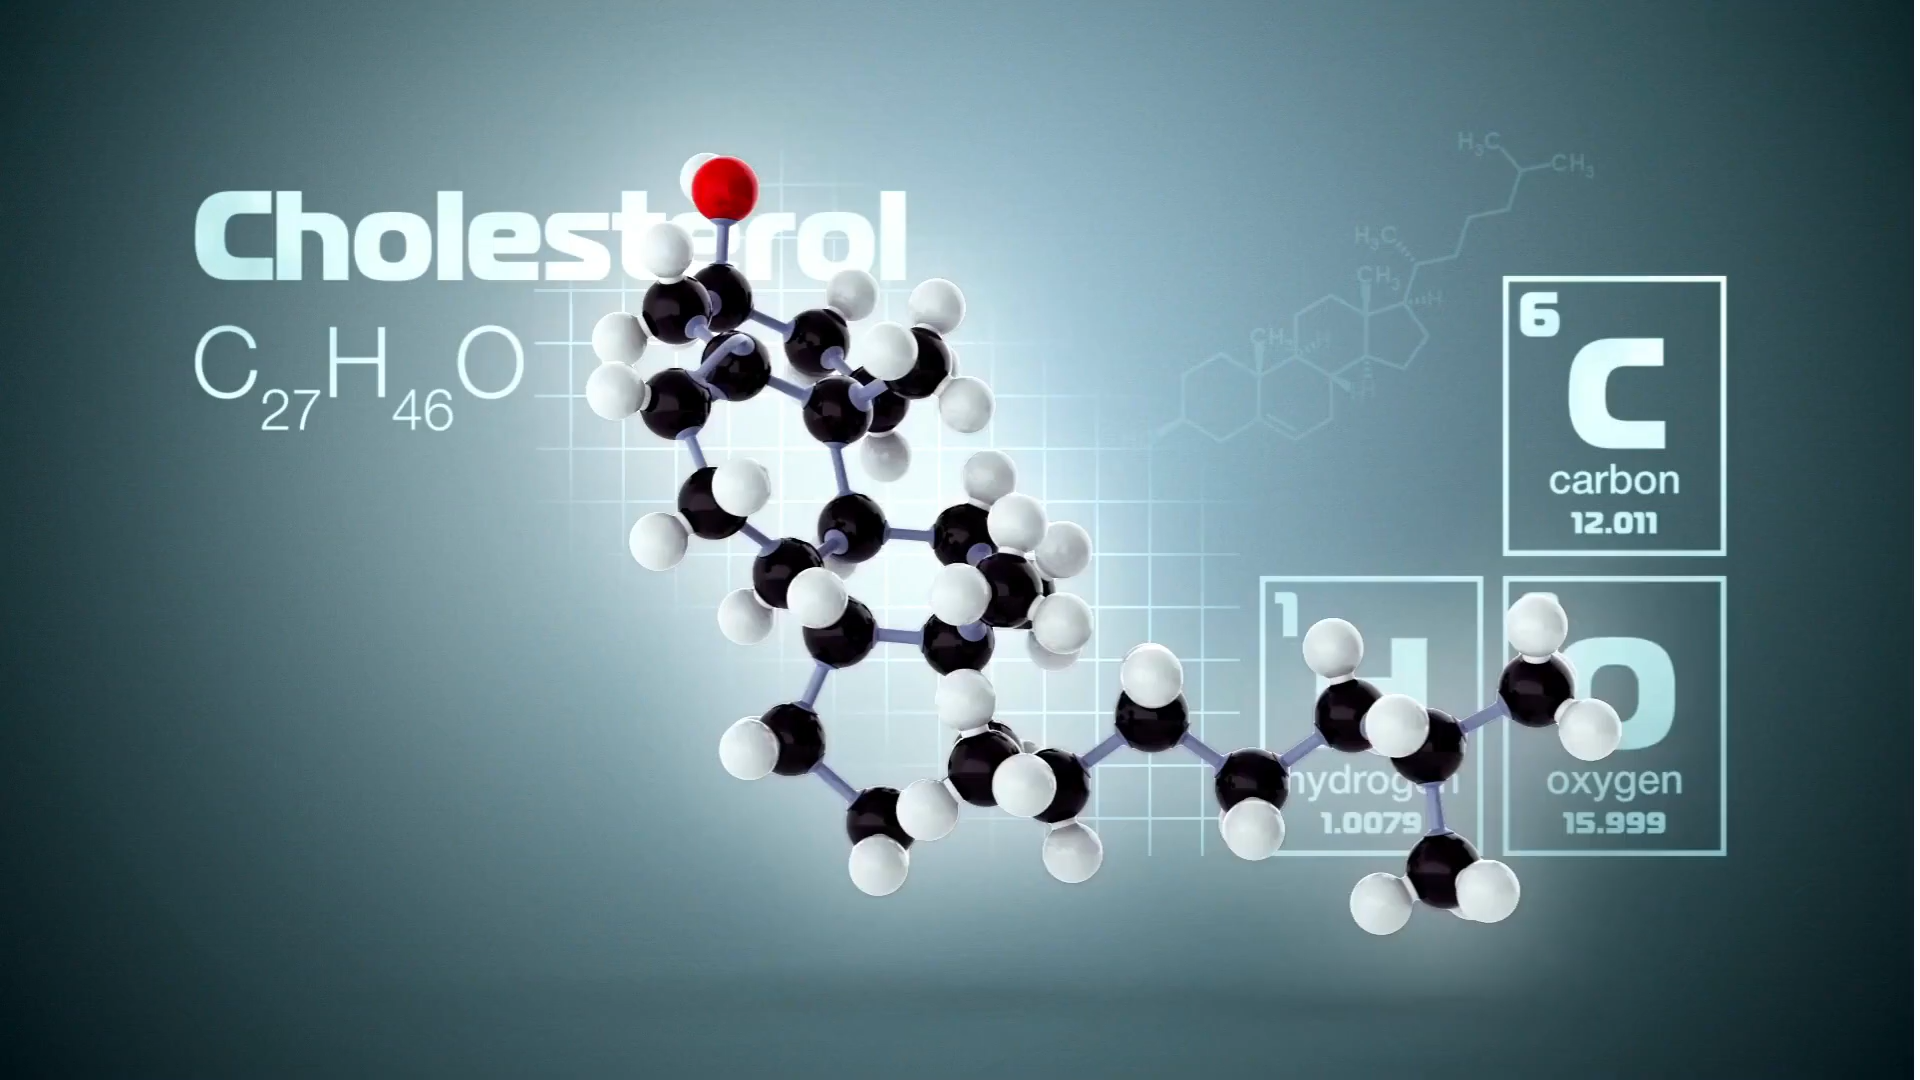 Cholesterol
C27H46O
H3C
CH3
H3C
CH3
CH3
H
H
H
6
C
carbon
12.011
1
H
hydrogen
1.0079
O
oxygen
15.999